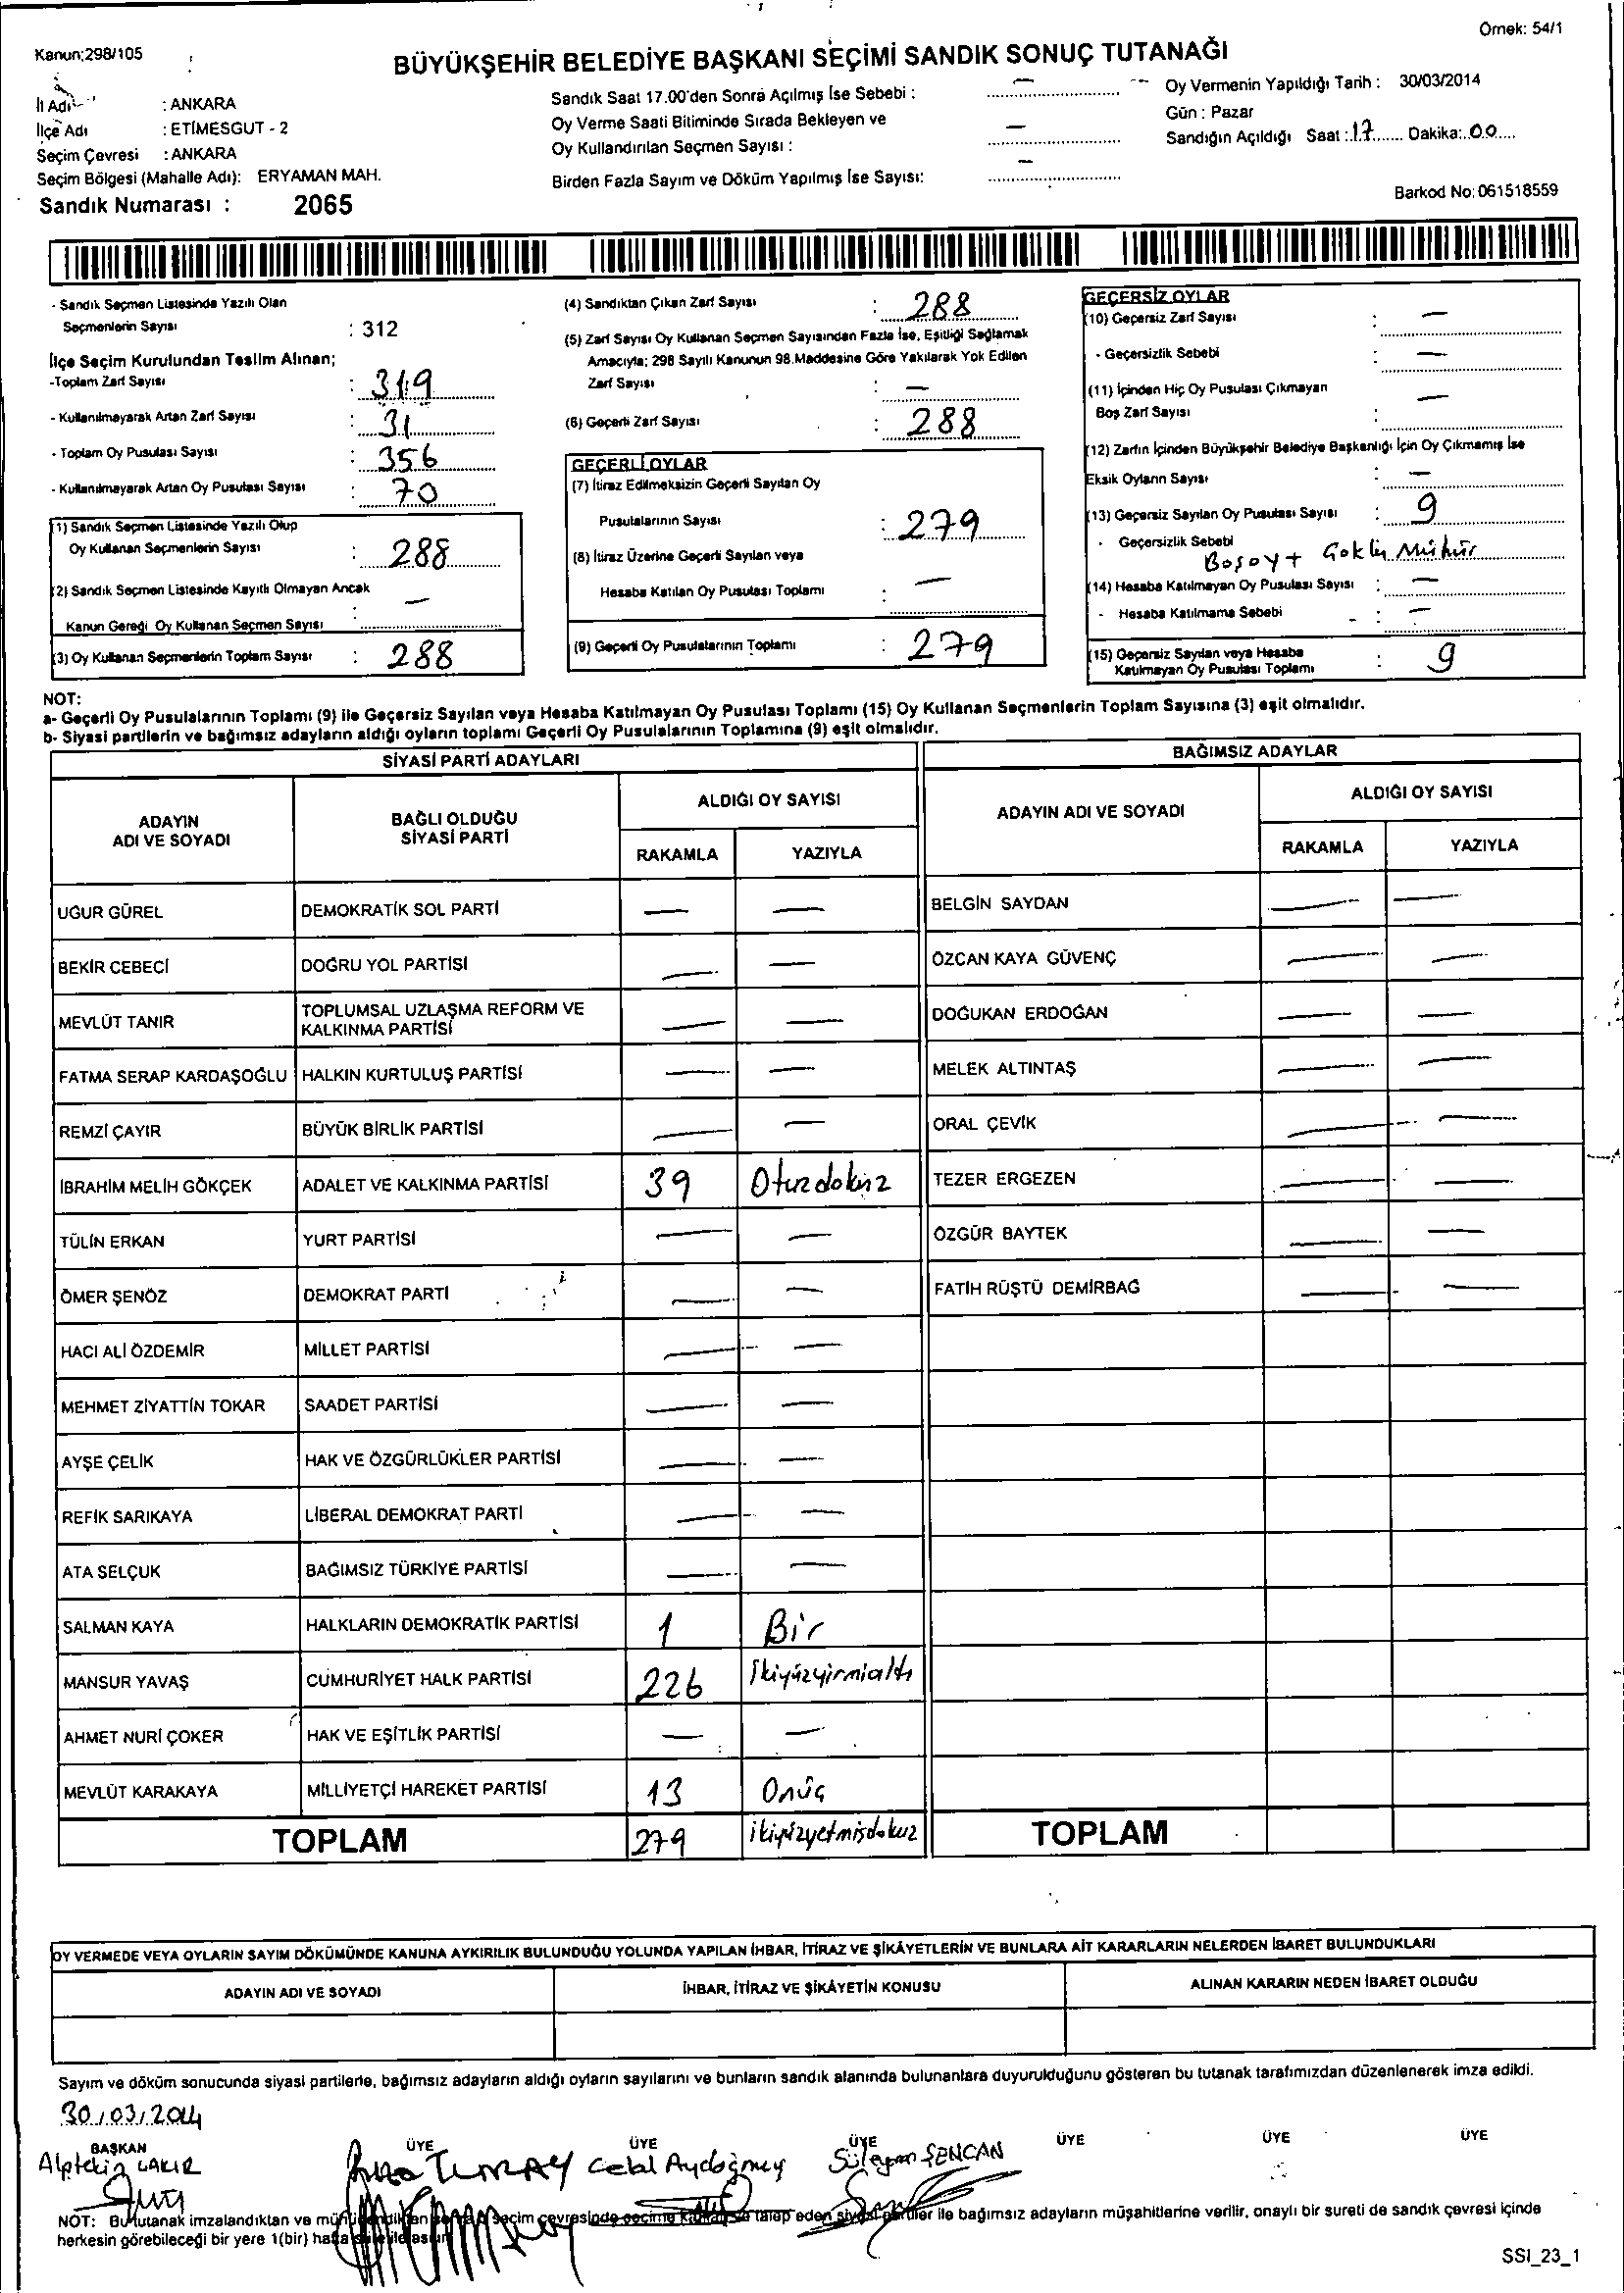 Örnek: 54/1
Kanun:298/105
BÜYÜKŞEHİR BELEDİYE BAŞKANI SEÇİMİ SANDIK SONUÇ TUTANAĞI
İl Adı : ANKARA
İlçe Adı : ETİMESGUT - 2
Seçim Çevresi : ANKARA
Seçim Bölgesi (Mahalle Adı): ERYAMAN MAH.
Sandık Numarası : 2065
Sandık Saat 17.00'den Sonra Açılmış İse Sebebi : —
Oy Verme Saati Bitiminde Sırada Bekleyen ve
Oy Kullandırılan Seçmen Sayısı : —
Birden Fazla Sayım ve Döküm Yapılmış İse Sayısı: —
Oy Vermenin Yapıldığı Tarih : 30/03/2014
Gün : Pazar
Sandığın Açıldığı Saat : 17 Dakika: 00
Barkod No: 061518559
- Sandık Seçmen Listesinde Yazılı Olan
Seçmenlerin Sayısı : 312
İlçe Seçim Kurulundan Teslim Alınan;
-Toplam Zarf Sayısı : 319
- Kullanılmayarak Artan Zarf Sayısı : 31
- Toplam Oy Pusulası Sayısı : 356
- Kullanılmayarak Artan Oy Pusulası Sayısı : 70
(1) Sandık Seçmen Listesinde Yazılı Olup
Oy Kullanan Seçmenlerin Sayısı : 288
(2) Sandık Seçmen Listesinde Kayıtlı Olmayan Ancak
Kanun Gereği Oy Kullanan Seçmen Sayısı : —
(3) Oy Kullanan Seçmenlerin Toplam Sayısı : 288
(4) Sandıktan Çıkan Zarf Sayısı : 288
(5) Zarf Sayısı Oy Kullanan Seçmen Sayısından Fazla İse, Eşitliği Sağlamak
Amacıyla; 298 Sayılı Kanunun 98.Maddesine Göre Yakılarak Yok Edilen
Zarf Sayısı : —
(6) Geçerli Zarf Sayısı : 288
GEÇERLİ OYLAR
(7) İtiraz Edilmeksizin Geçerli Sayılan Oy
Pusulalarının Sayısı : 279
(8) İtiraz Üzerine Geçerli Sayılan veya
Hesaba Katılan Oy Pusulası Toplamı : —
(9) Geçerli Oy Pusulalarının Toplamı : 279
GEÇERSİZ OYLAR
(10) Geçersiz Zarf Sayısı : —
- Geçersizlik Sebebi : —
(11) İçinden Hiç Oy Pusulası Çıkmayan
Boş Zarf Sayısı : —
(12) Zarfın İçinden Büyükşehir Belediye Başkanlığı İçin Oy Çıkmamış İse
Eksik Oyların Sayısı : —
(13) Geçersiz Sayılan Oy Pusulası Sayısı : 9
- Geçersizlik Sebebi Boşoy + Çoklu Mühür
(14) Hesaba Katılmayan Oy Pusulası Sayısı : —
- Hesaba Katılmama Sebebi : —
(15) Geçersiz Sayılan veya Hesaba
Katılmayan Oy Pusulası Toplamı : 9
NOT:
a- Geçerli Oy Pusulalarının Toplamı (9) ile Geçersiz Sayılan veya Hesaba Katılmayan Oy Pusulası Toplamı (15) Oy Kullanan Seçmenlerin Toplam Sayısına (3) eşit olmalıdır.
b- Siyasi partilerin ve bağımsız adayların aldığı oyların toplamı Geçerli Oy Pusulalarının Toplamına (9) eşit olmalıdır.
SİYASİ PARTİ ADAYLARI
ADAYIN ADI VE SOYADI
BAĞLI OLDUĞU SİYASİ PARTİ
ALDIĞI OY SAYISI
RAKAMLA YAZIYLA
UĞUR GÜREL DEMOKRATİK SOL PARTİ — —
BEKİR CEBECİ DOĞRU YOL PARTİSİ — —
MEVLÜT TANIR TOPLUMSAL UZLAŞMA REFORM VE KALKINMA PARTİSİ — —
FATMA SERAP KARDAŞOĞLU HALKIN KURTULUŞ PARTİSİ — —
REMZİ ÇAYIR BÜYÜK BİRLİK PARTİSİ — —
İBRAHİM MELİH GÖKÇEK ADALET VE KALKINMA PARTİSİ 39 Otuzdokuz
TÜLİN ERKAN YURT PARTİSİ — —
ÖMER ŞENÖZ DEMOKRAT PARTİ — —
HACI ALİ ÖZDEMİR MİLLET PARTİSİ — —
MEHMET ZİYATTİN TOKAR SAADET PARTİSİ — —
AYŞE ÇELİK HAK VE ÖZGÜRLÜKLER PARTİSİ — —
REFİK SARIKAYA LİBERAL DEMOKRAT PARTİ — —
ATA SELÇUK BAĞIMSIZ TÜRKİYE PARTİSİ — —
SALMAN KAYA HALKLARIN DEMOKRATİK PARTİSİ 1 Bir
MANSUR YAVAŞ CUMHURİYET HALK PARTİSİ 226 İkiyüzyirmialtı
AHMET NURİ ÇOKER HAK VE EŞİTLİK PARTİSİ — —
MEVLÜT KARAKAYA MİLLİYETÇİ HAREKET PARTİSİ 13 Onüç
TOPLAM 279 ikiyüzyetmişdokuz
BAĞIMSIZ ADAYLAR
ADAYIN ADI VE SOYADI
ALDIĞI OY SAYISI
RAKAMLA YAZIYLA
BELGİN SAYDAN — —
ÖZCAN KAYA GÜVENÇ — —
DOĞUKAN ERDOĞAN — —
MELEK ALTINTAŞ — —
ORAL ÇEVİK — —
TEZER ERGEZEN — —
ÖZGÜR BAYTEK — —
FATİH RÜŞTÜ DEMİRBAĞ — —
TOPLAM
OY VERMEDE VEYA OYLARIN SAYIM DÖKÜMÜNDE KANUNA AYKIRILIK BULUNDUĞU YOLUNDA YAPILAN İHBAR, İTİRAZ VE ŞİKÂYETLERİN VE BUNLARA AİT KARARLARIN NELERDEN İBARET BULUNDUKLARI
ADAYIN ADI VE SOYADI
İHBAR, İTİRAZ VE ŞİKÂYETİN KONUSU
ALINAN KARARIN NEDEN İBARET OLDUĞU
Sayım ve döküm sonucunda siyasi partilerle, bağımsız adayların aldığı oyların sayılarını ve bunların sandık alanında bulunanlara duyurulduğunu gösteren bu tutanak tarafımızdan düzenlenerek imza edildi.
30/03/2014
BAŞKAN ÜYE ÜYE ÜYE ÜYE ÜYE ÜYE
Alptekin ÇAKIR TUNRAY Celal Aydoğmuş Süleyman ŞENCAN
NOT: Bu tutanak imzalandıktan ve seçim çevresinde seçime eden siyasi partiler ile bağımsız adayların müşahitlerine verilir, onaylı bir sureti de sandık çevresi içinde
herkesin görebileceği bir yere 1(bir) hafta
SSI_23_1